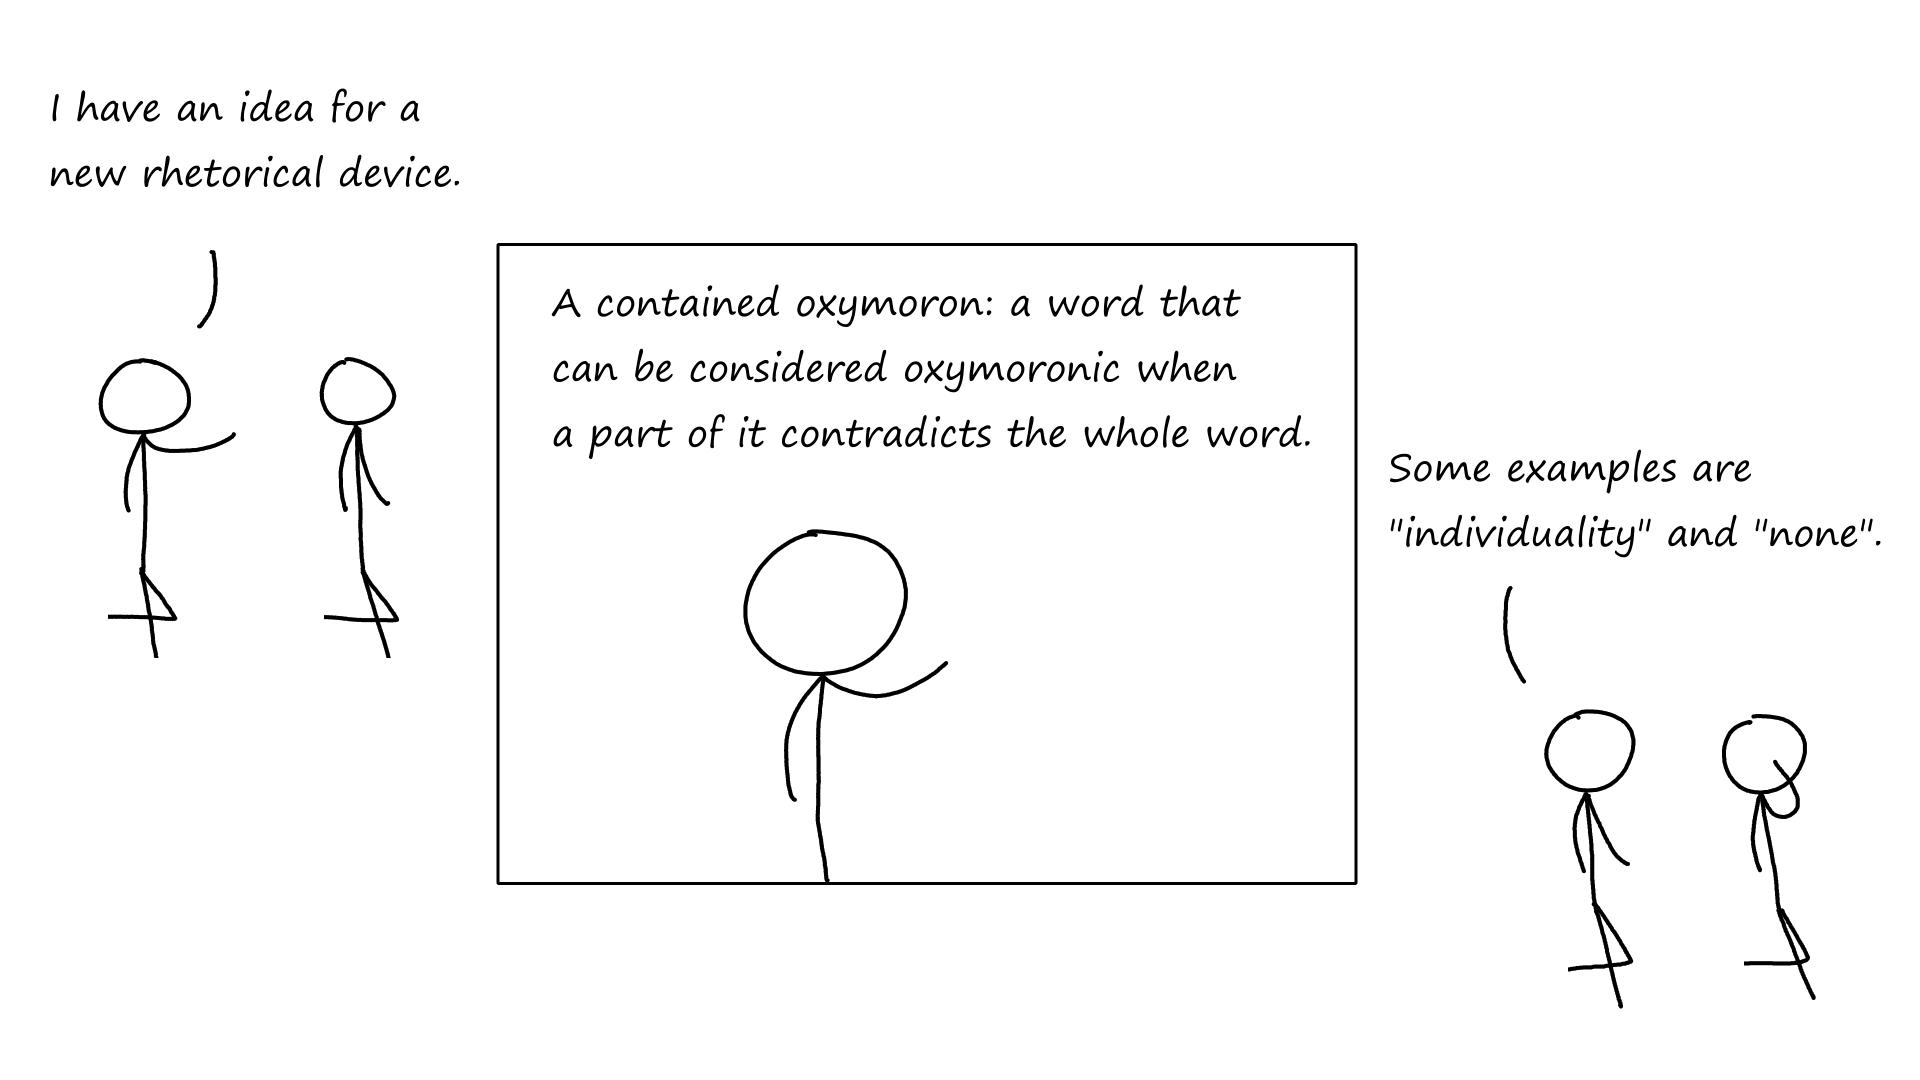 I have an idea for a
new rhetorical device.
A contained oxymoron: a word that
can be considered oxymoronic when
a part of it contradicts the whole word.
Some examples are
"individuality" and "none".